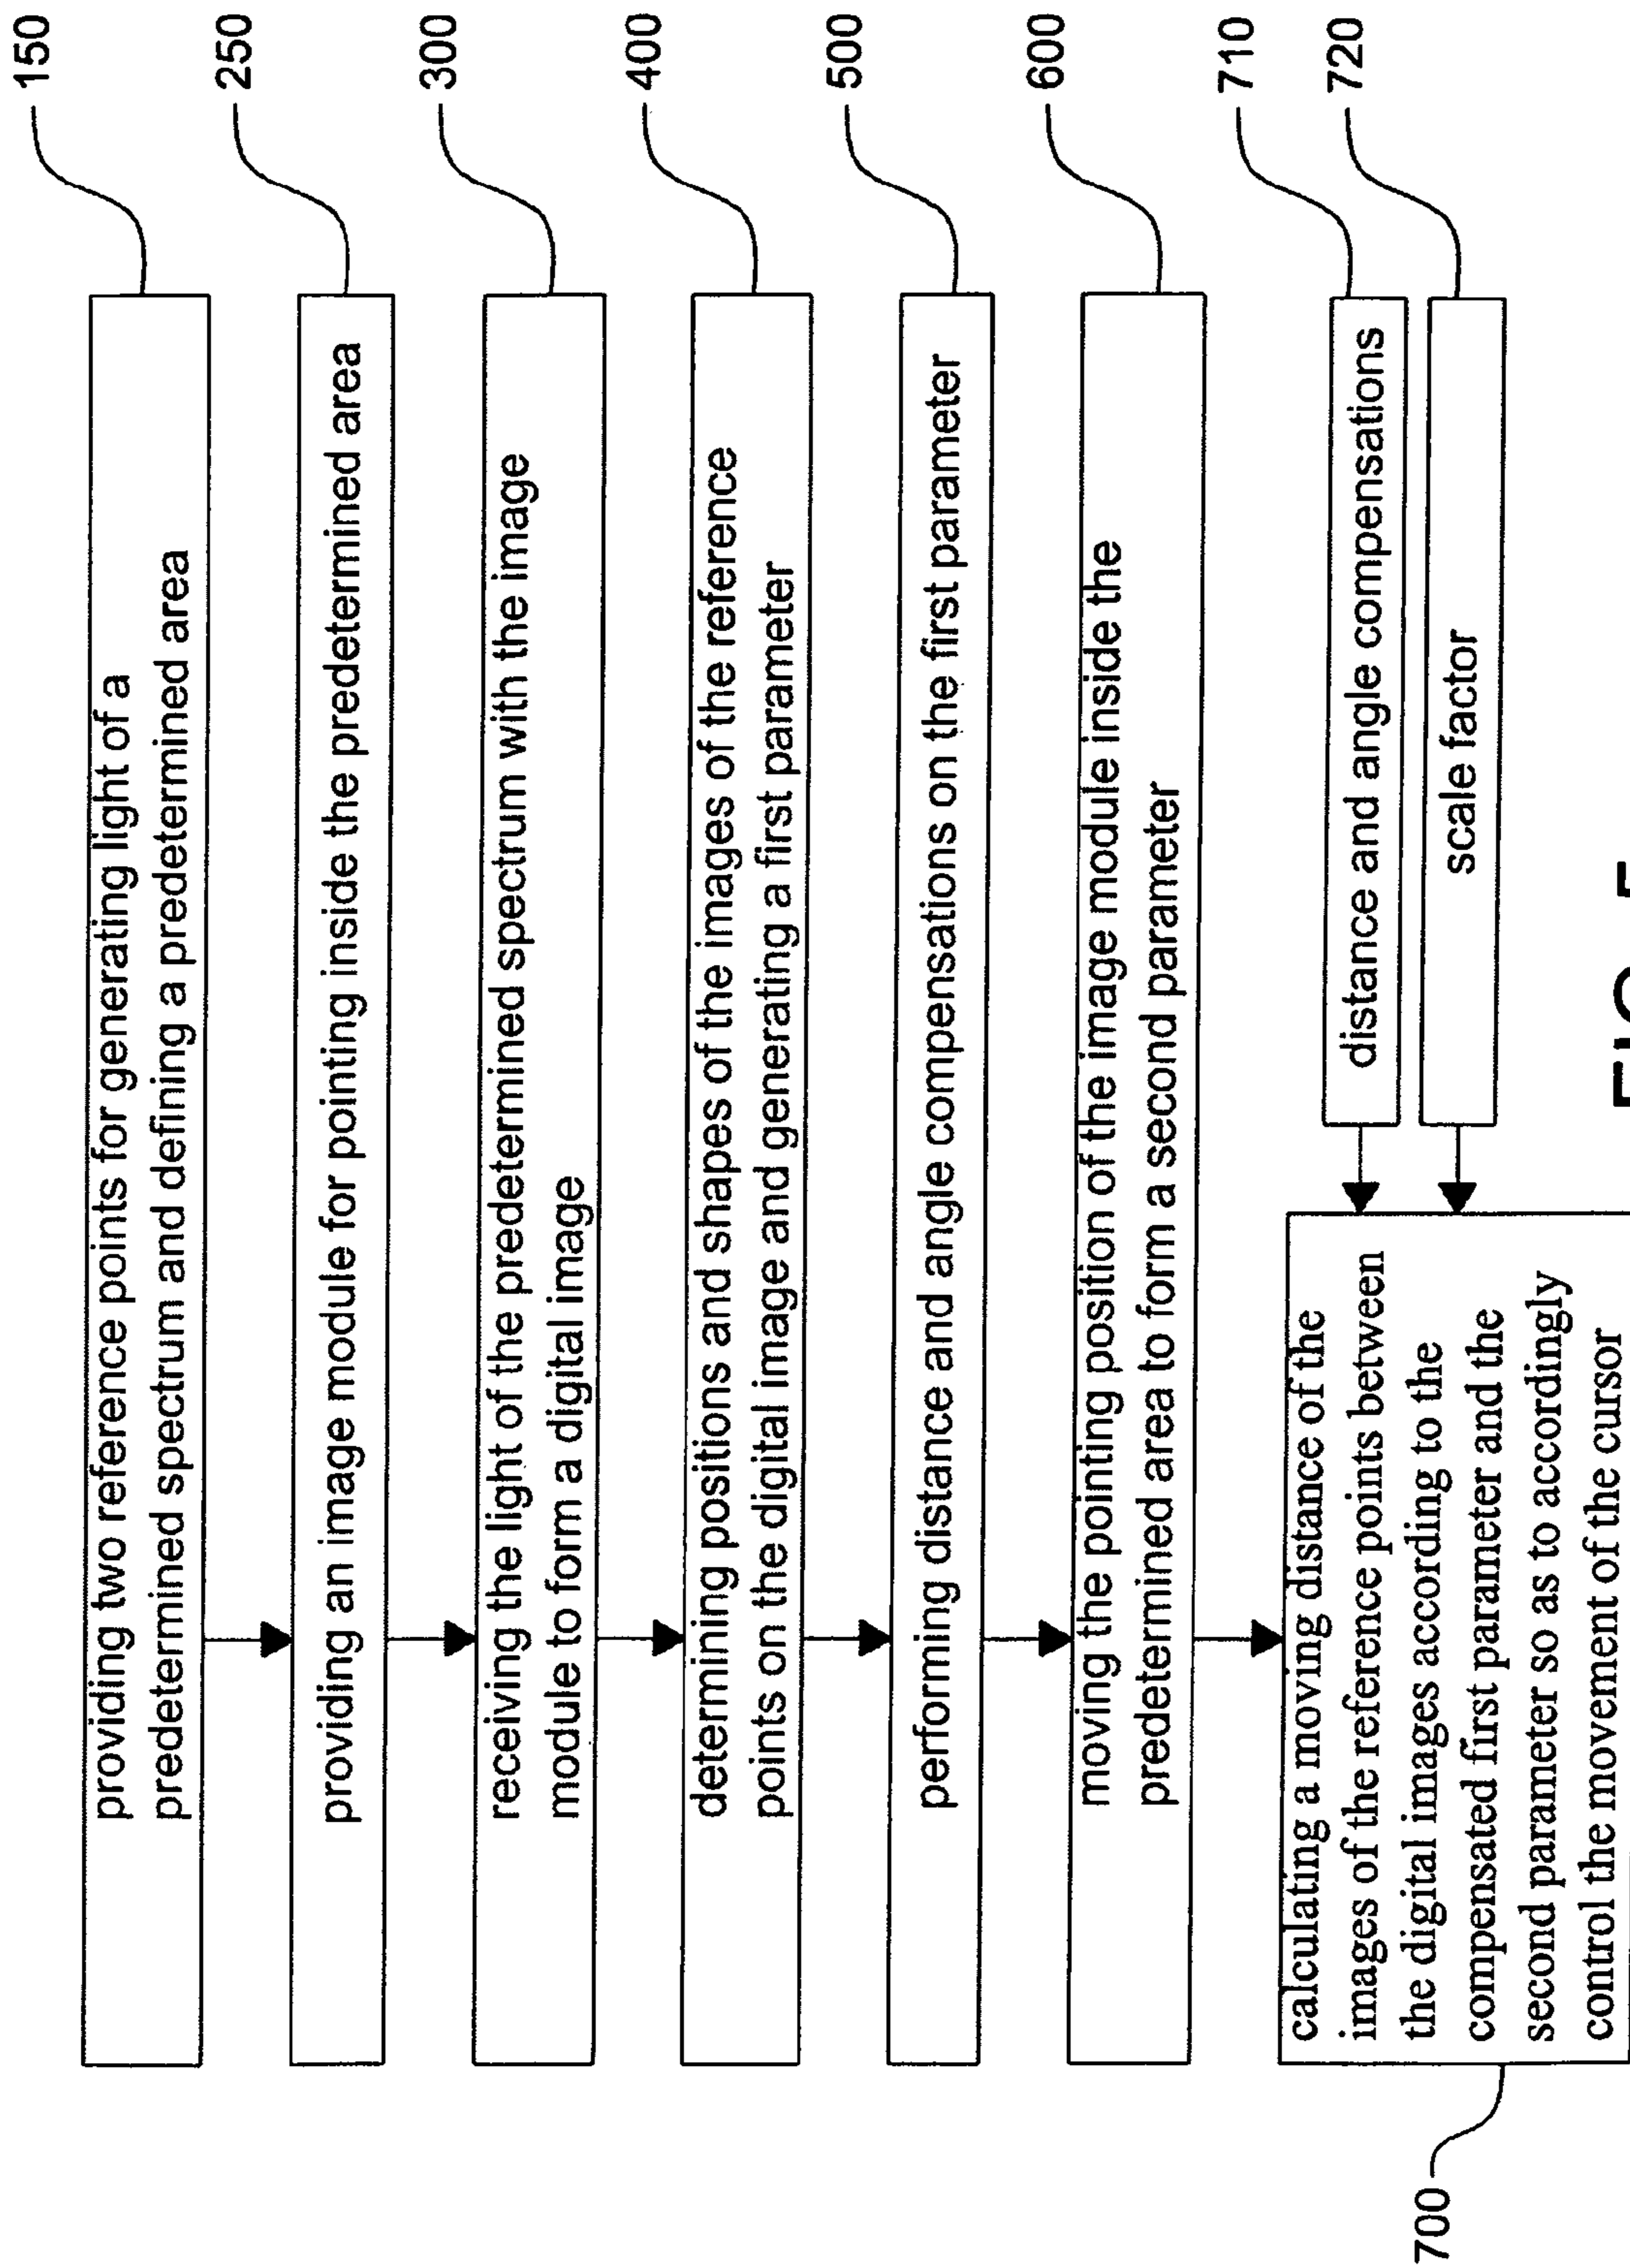 providing two reference points for generating light of a
predetermined spectrum and defining a predetermined area
150
providing an image module for pointing inside the predetermined area
250
receiving the light of the predetermined spectrum with the image
module to form a digital image
300
determining positions and shapes of the images of the reference
points on the digital image and generating a first parameter
400
performing distance and angle compensations on the first parameter
500
moving the pointing position of the image module inside the
predetermined area to form a second parameter
600
calculating a moving distance of the
images of the reference points between
the digital images according to the
compensated first parameter and the
second parameter so as to accordingly
control the movement of the cursor
700
distance and angle compensations
710
scale factor
720